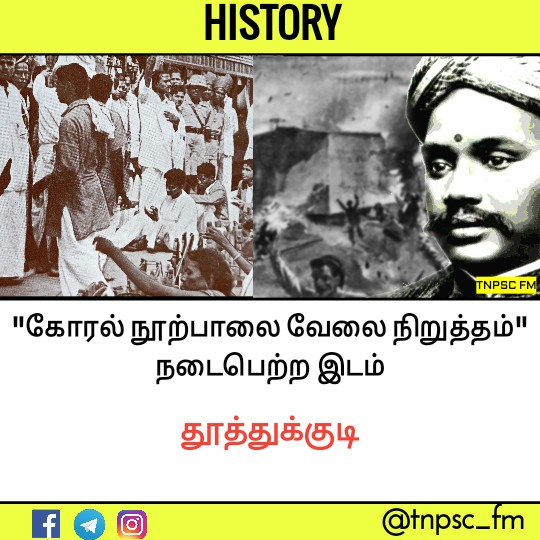 HISTORY
TNPSC FM
"கோரல் நூற்பாலை வேலை நிறுத்தம்"
நடைபெற்ற இடம்
தூத்துக்குடி
@tnpsc_fm